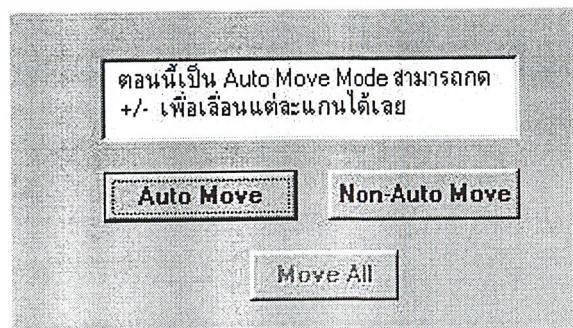 ตอนนี้เป็น Auto Move Mode สามารถกด
+/- เพื่อเลื่อนแต่ละแกนได้เลย
Auto Move
Non-Auto Move
Move All